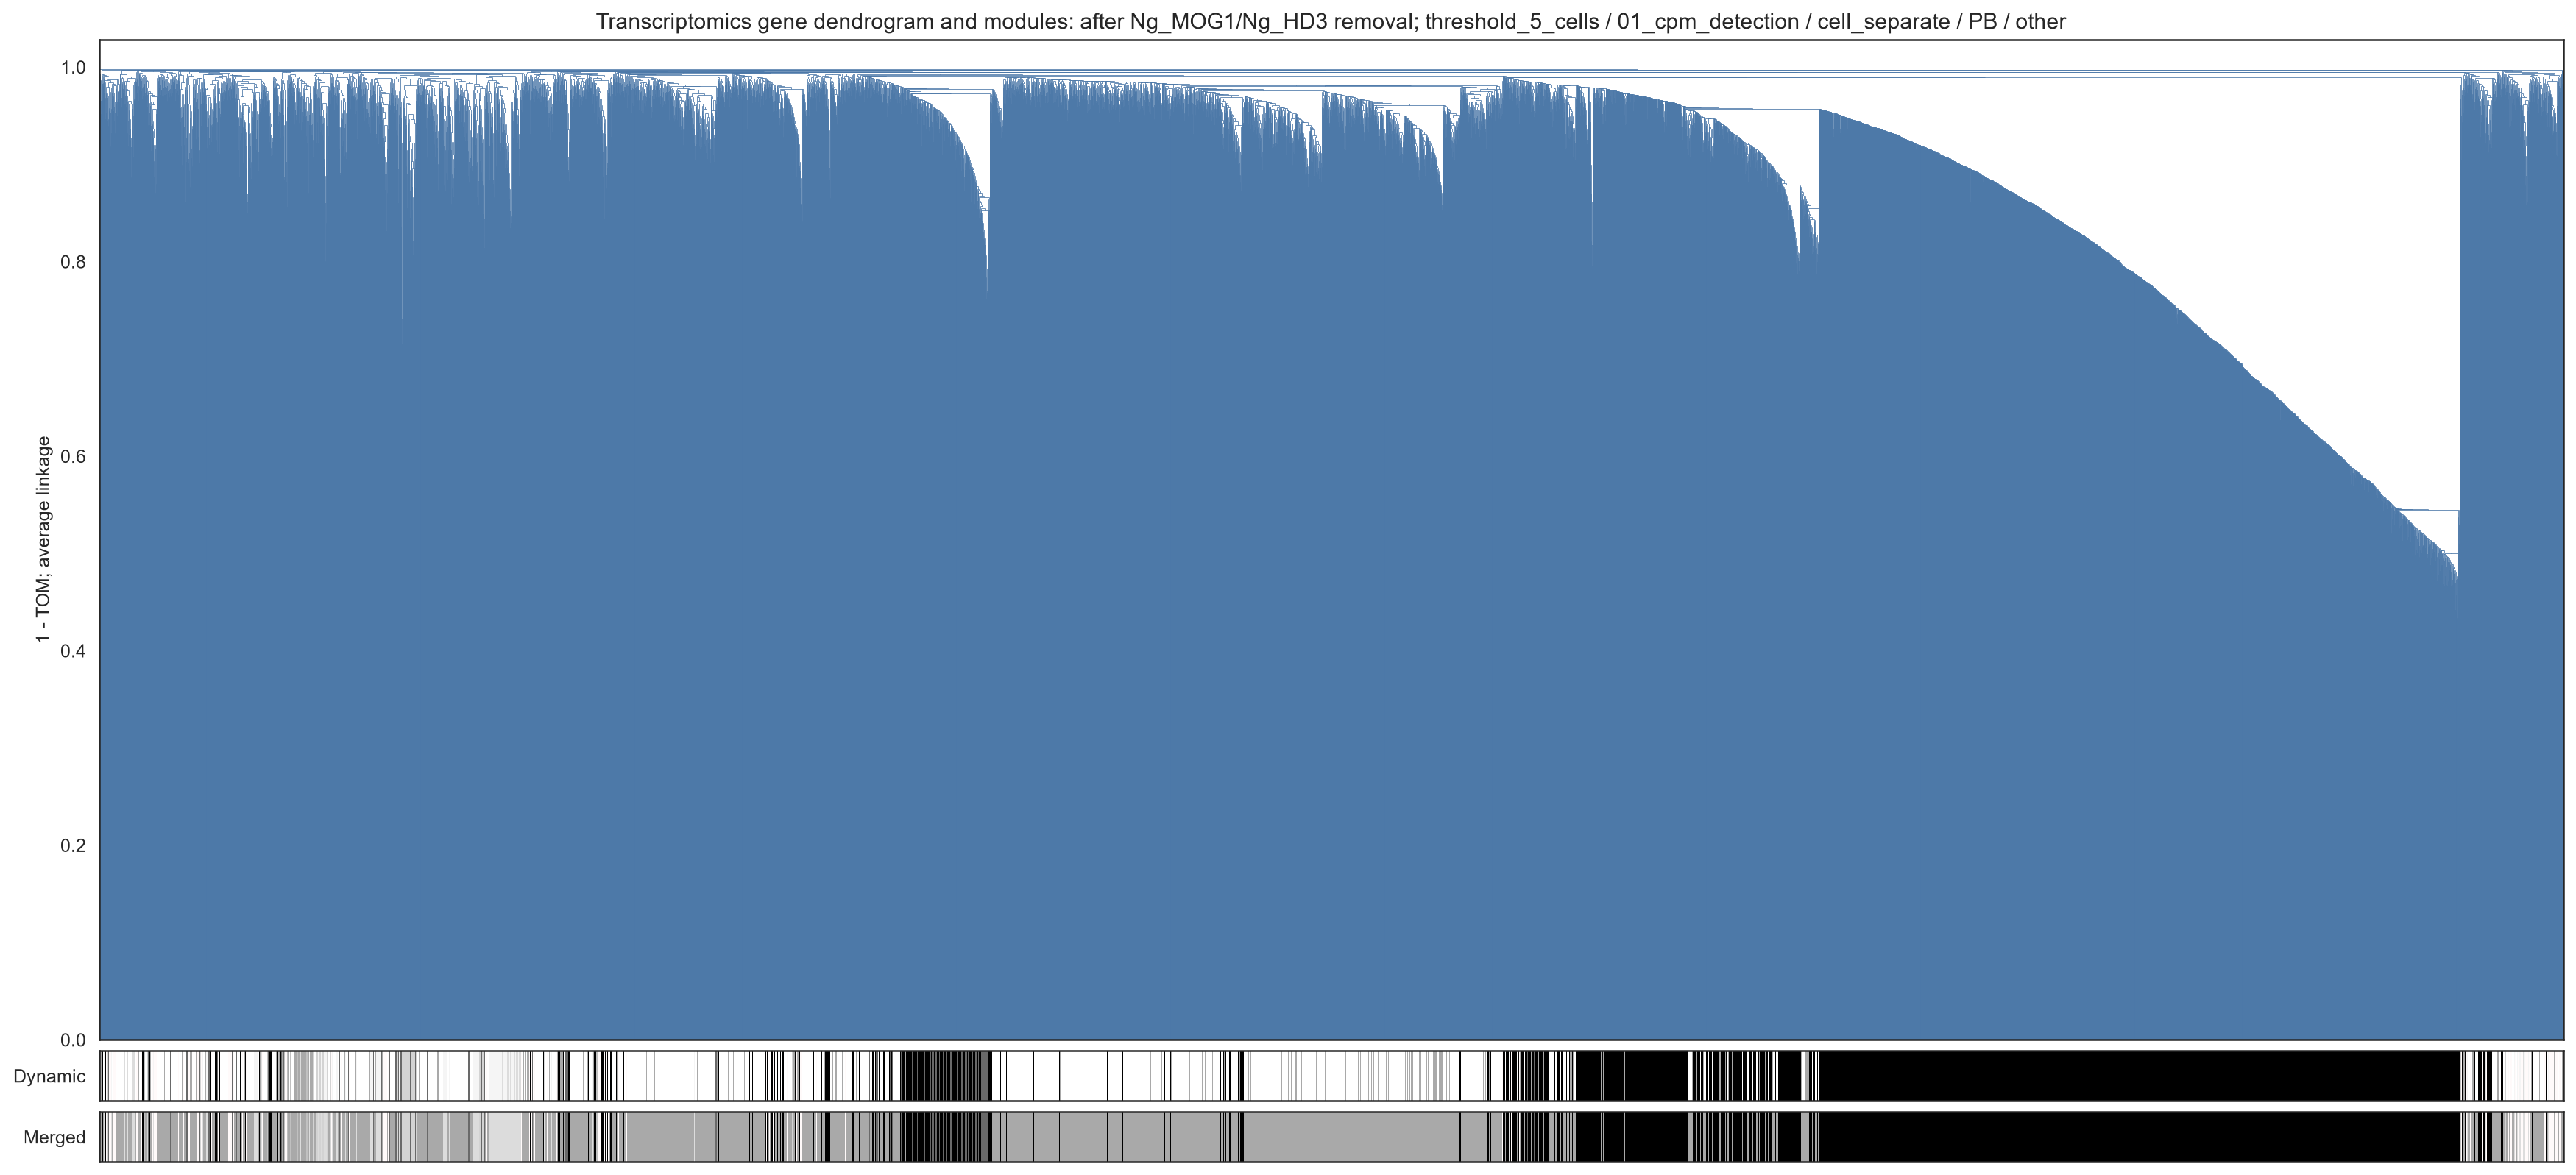 Transcriptomics gene dendrogram and modules: after Ng_MOG1/Ng_HD3 removal; threshold_5_cells / 01_cpm_detection / cell_separate / PB / other
1.0
0.8
0.6
0.4
0.2
0.0
1 - TOM; average linkage
Dynamic
Merged